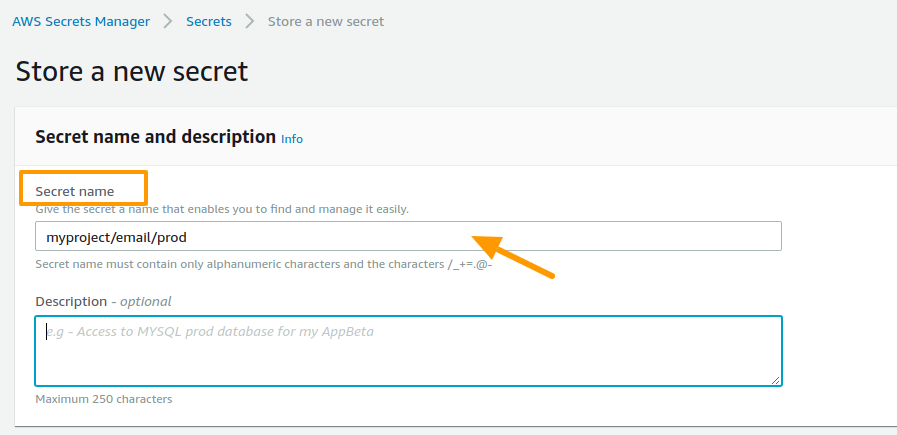 AWS Secrets Manager > Secrets > Store a new secret
Store a new secret
Secret name and description Info
Secret name
Give the secret a name that enables you to find and manage it easily.
myproject/email/prod
Secret name must contain only alphanumeric characters and the characters /_+=.@-
Description - optional
e.g - Access to MYSQL prod database for my AppBeta
Maximum 250 characters